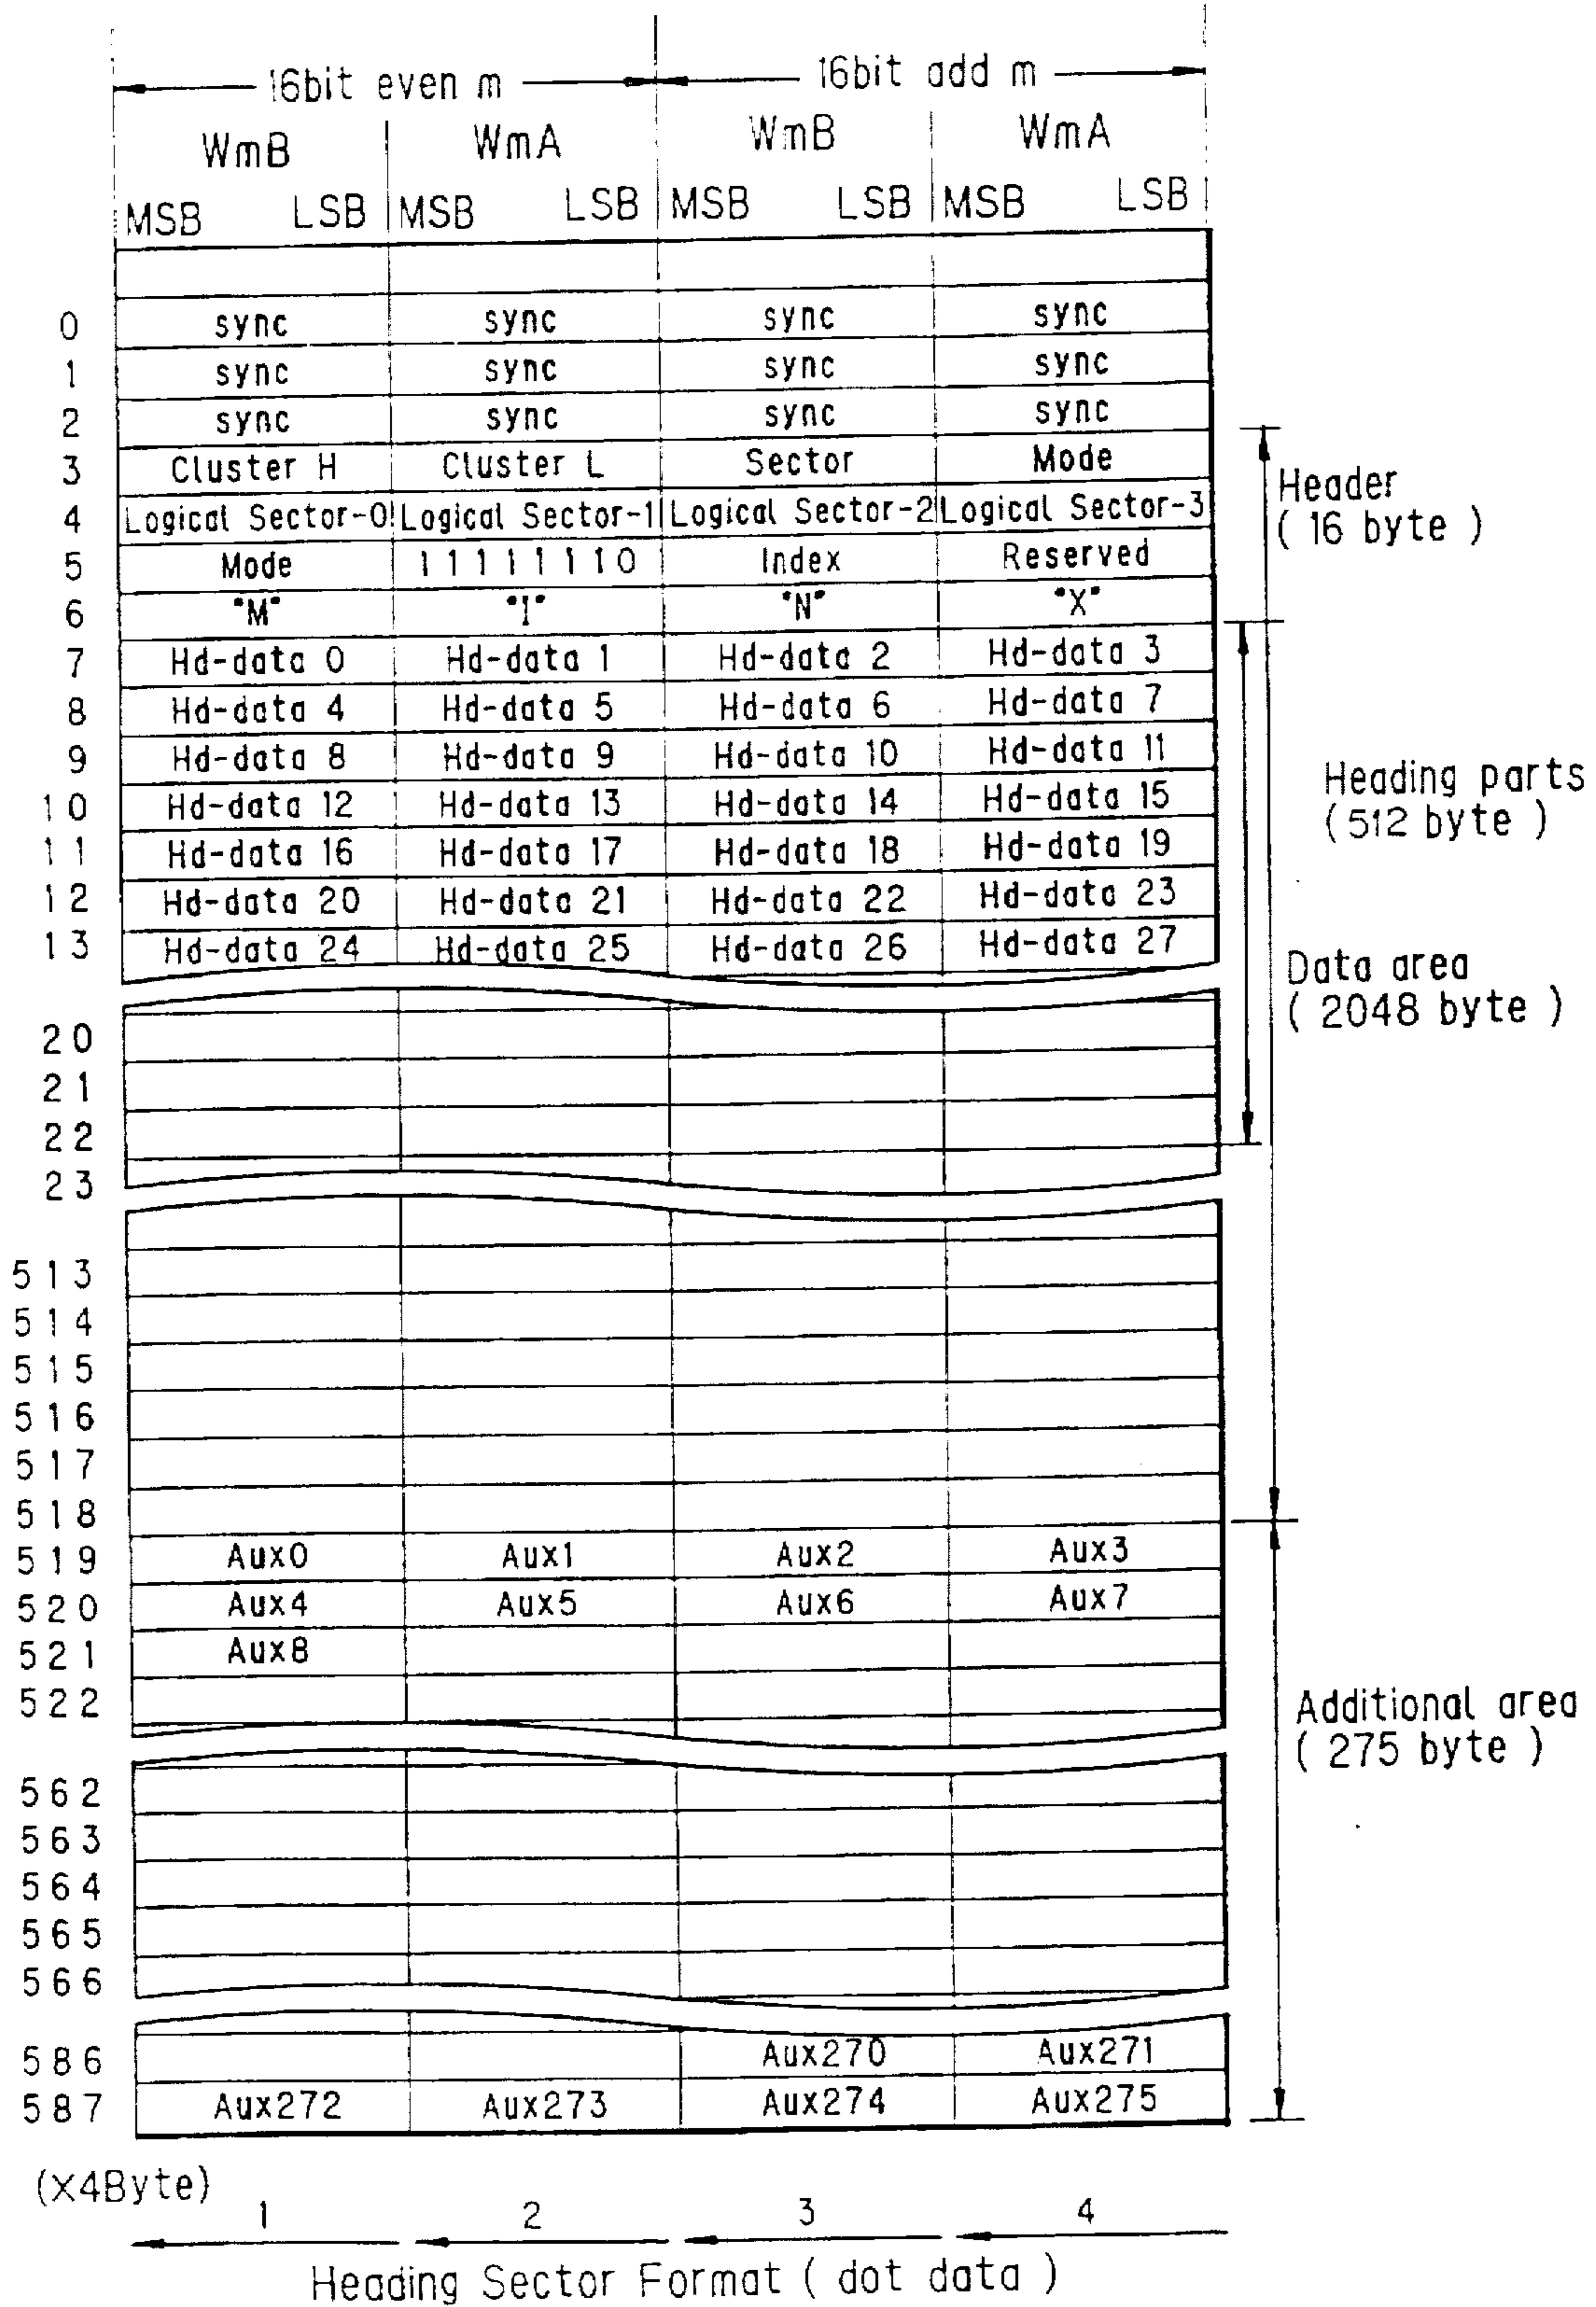 16bit even m 16bit add m
WmB WmA WmB WmA
MSB LSB MSB LSB MSB LSB MSB LSB
0 sync sync sync sync
1 sync sync sync sync
2 sync sync sync sync
3 Cluster H Cluster L Sector Mode
4 Logical Sector-0 Logical Sector-1 Logical Sector-2 Logical Sector-3
Header
( 16 byte )
5 Mode 11111110 Index Reserved
6 "M" "I" "N" "X"
7 Hd-data 0 Hd-data 1 Hd-data 2 Hd-data 3
8 Hd-data 4 Hd-data 5 Hd-data 6 Hd-data 7
9 Hd-data 8 Hd-data 9 Hd-data 10 Hd-data 11
10 Hd-data 12 Hd-data 13 Hd-data 14 Hd-data 15
Heading parts
(512 byte )
11 Hd-data 16 Hd-data 17 Hd-data 18 Hd-data 19
12 Hd-data 20 Hd-data 21 Hd-data 22 Hd-data 23
13 Hd-data 24 Hd-data 25 Hd-data 26 Hd-data 27
Data area
( 2048 byte )
20
21
22
23
513
514
515
516
517
518
519 Aux0 Aux1 Aux2 Aux3
520 Aux4 Aux5 Aux6 Aux7
521 Aux8
522
Additional area
( 275 byte )
562
563
564
565
566
586 Aux270 Aux271
587 Aux272 Aux273 Aux274 Aux275
(X4Byte)
1 2 3 4
Heading Sector Format ( dot data )